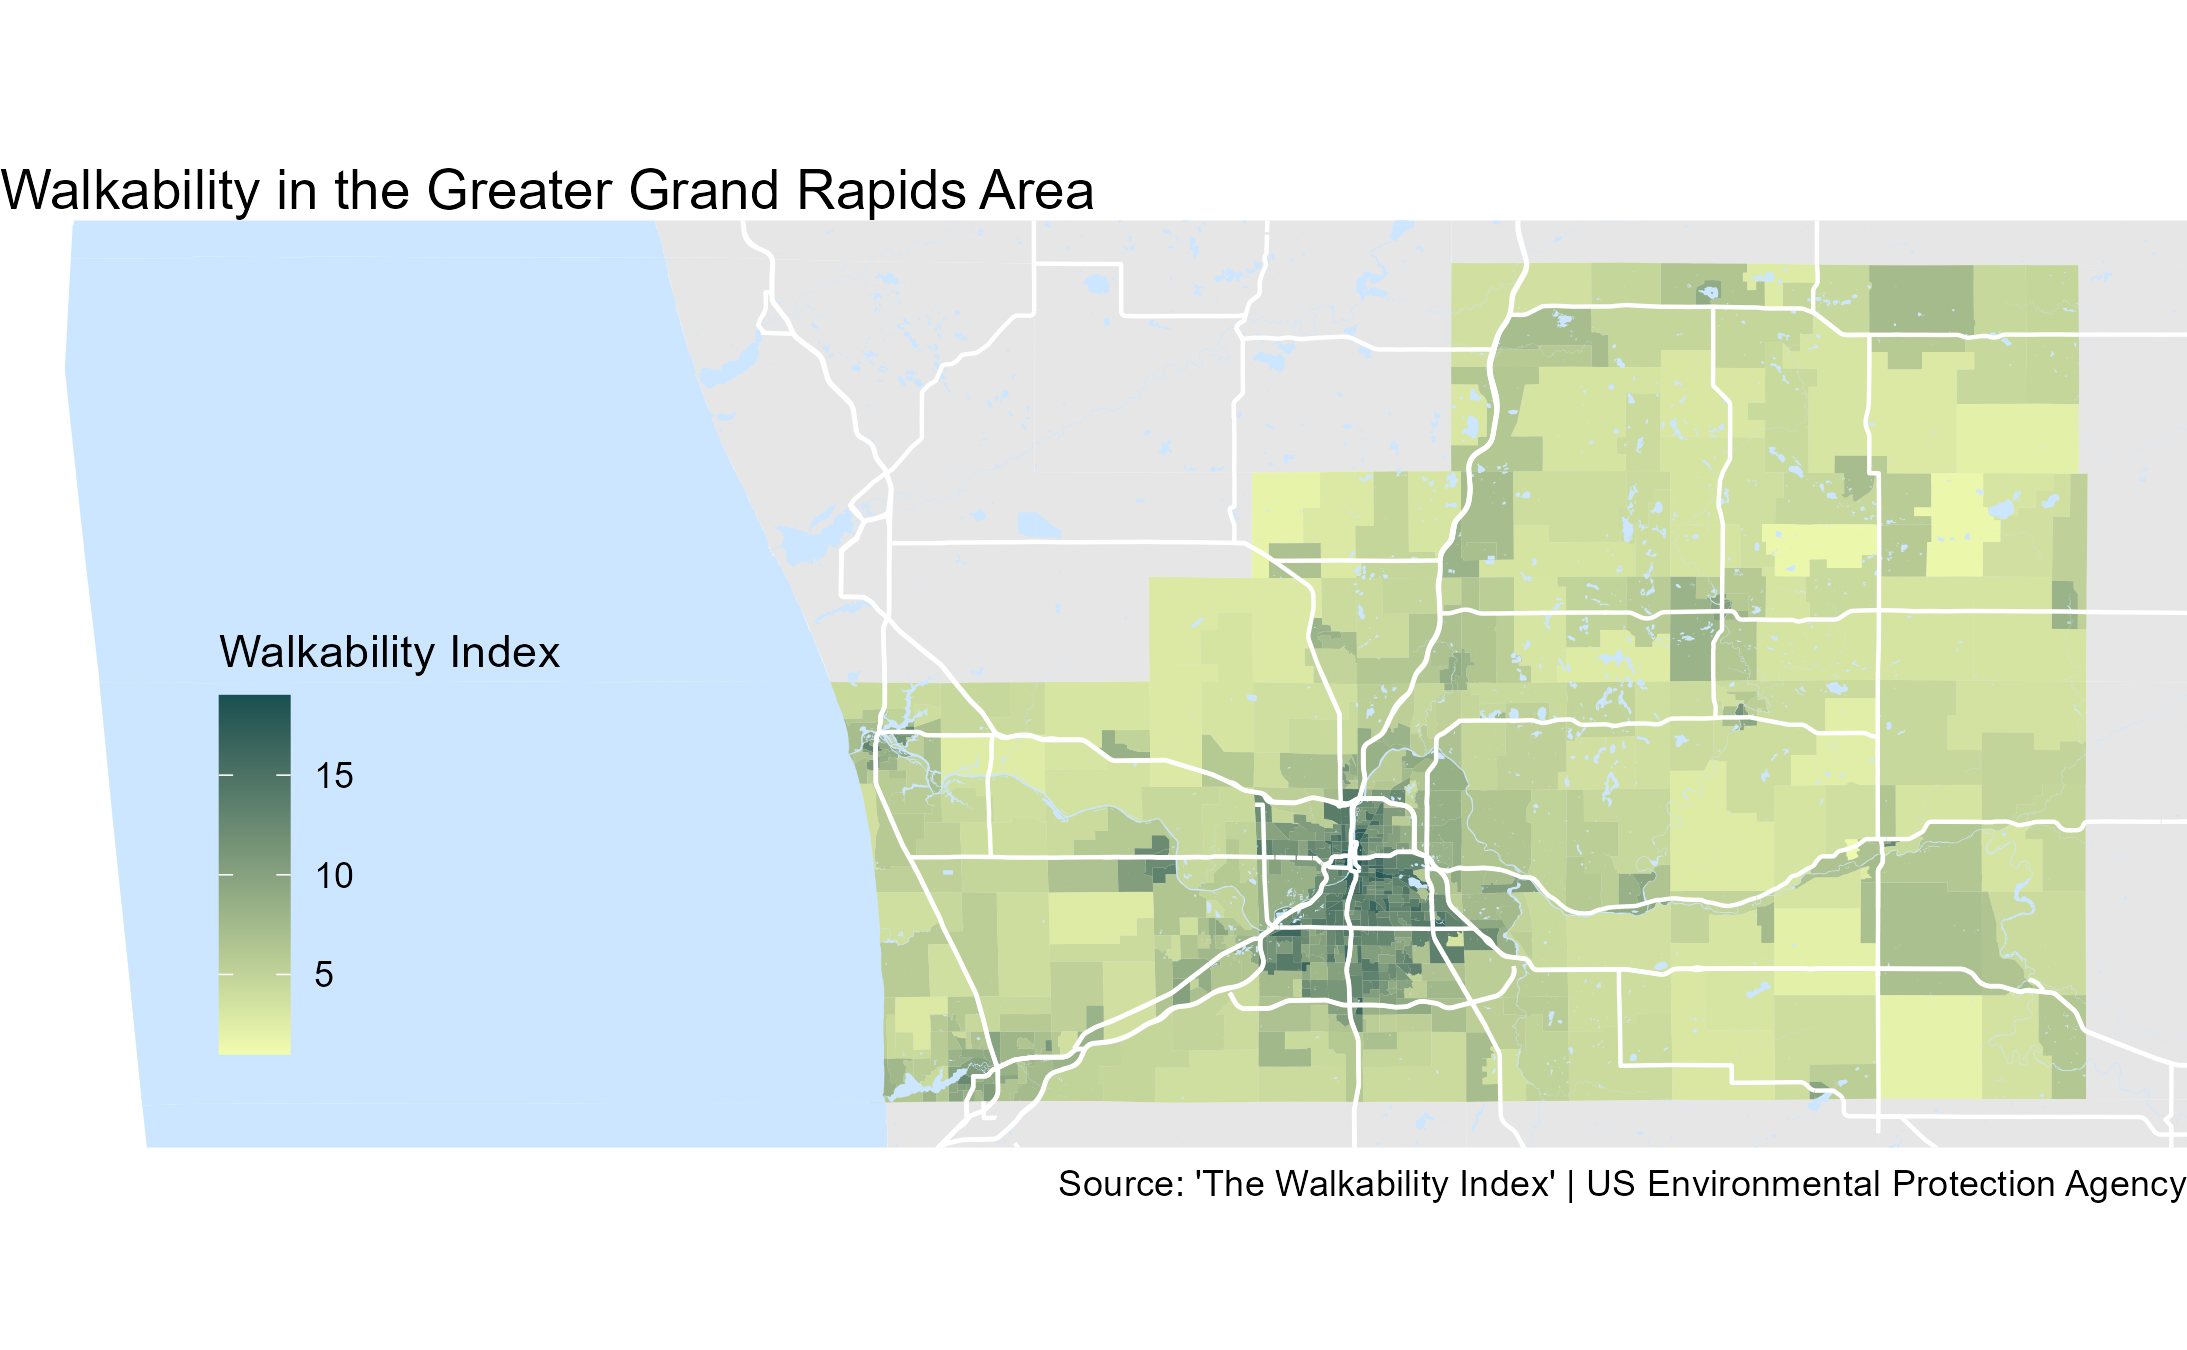 Walkability in the Greater Grand Rapids Area
Walkability Index
15
10
5
Source: 'The Walkability Index' | US Environmental Protection Agency